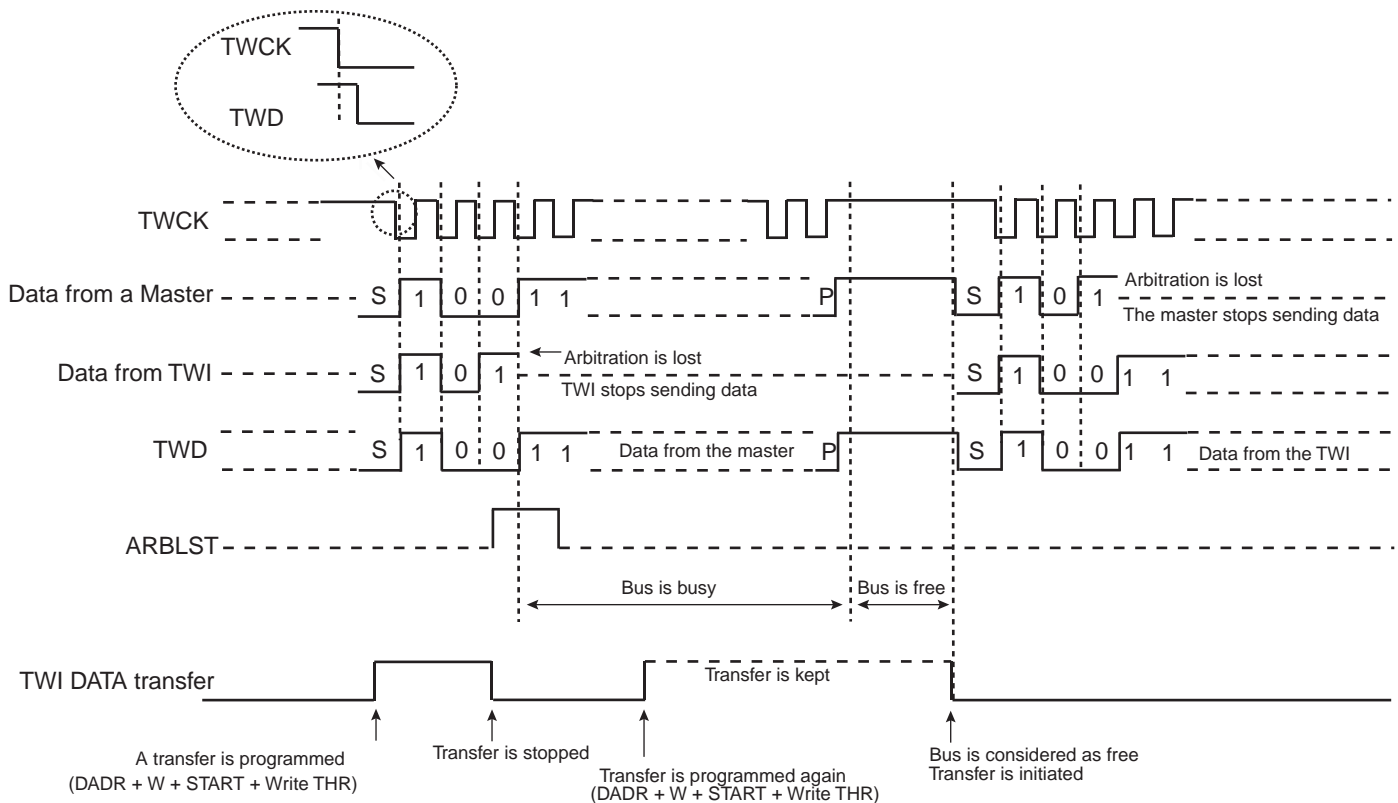 TWCK
TWD
TWCK
Data from a Master S 1 0 0 1 1 P S 1 0 1 Arbitration is lost
The master stops sending data
Data from TWI S 1 0 1 Arbitration is lost S 1 0 0 1 1
TWI stops sending data
TWD S 1 0 0 1 1 Data from the master P S 1 0 0 1 1 Data from the TWI
ARBLST
Bus is busy Bus is free
TWI DATA transfer Transfer is kept
A transfer is programmed
(DADR + W + START + Write THR)
Transfer is stopped
Transfer is programmed again
(DADR + W + START + Write THR)
Bus is considered as free
Transfer is initiated